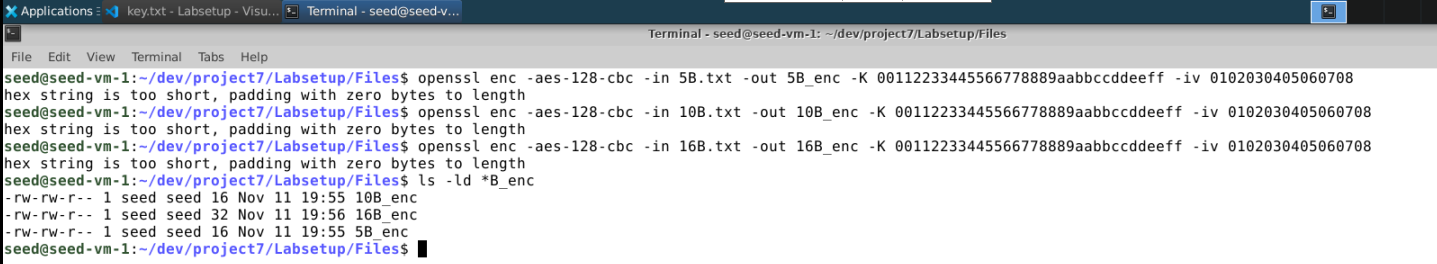 Applications key.txt - Labsetup - Visu... Terminal - seed@seed-v...
Terminal - seed@seed-vm-1: ~/dev/project7/Labsetup/Files
File Edit View Terminal Tabs Help
seed@seed-vm-1:~/dev/project7/Labsetup/Files$ openssl enc -aes-128-cbc -in 5B.txt -out 5B_enc -K 00112233445566778889aabbccddeeff -iv 0102030405060708
hex string is too short, padding with zero bytes to length
seed@seed-vm-1:~/dev/project7/Labsetup/Files$ openssl enc -aes-128-cbc -in 10B.txt -out 10B_enc -K 00112233445566778889aabbccddeeff -iv 0102030405060708
hex string is too short, padding with zero bytes to length
seed@seed-vm-1:~/dev/project7/Labsetup/Files$ openssl enc -aes-128-cbc -in 16B.txt -out 16B_enc -K 00112233445566778889aabbccddeeff -iv 0102030405060708
hex string is too short, padding with zero bytes to length
seed@seed-vm-1:~/dev/project7/Labsetup/Files$ ls -ld *B_enc
-rw-rw-r-- 1 seed seed 16 Nov 11 19:55 10B_enc
-rw-rw-r-- 1 seed seed 32 Nov 11 19:56 16B_enc
-rw-rw-r-- 1 seed seed 16 Nov 11 19:55 5B_enc
seed@seed-vm-1:~/dev/project7/Labsetup/Files$